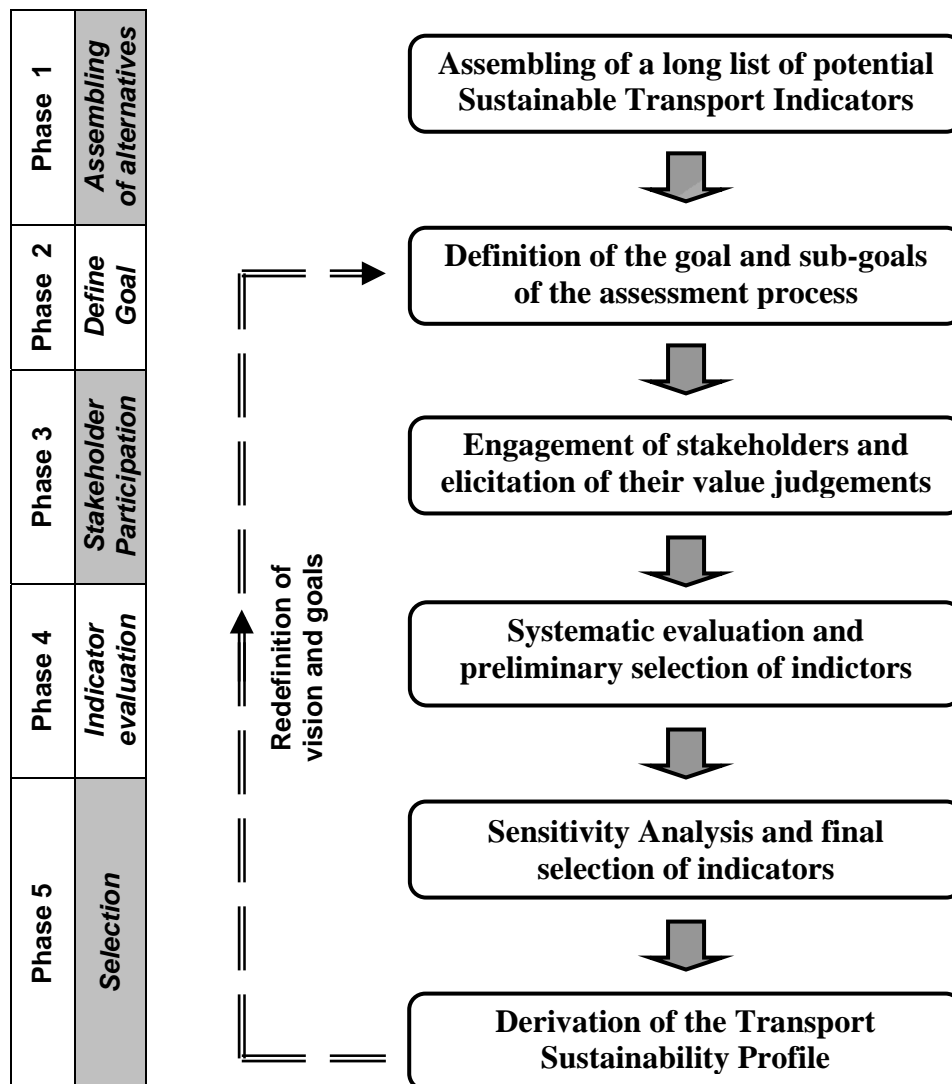 Phase 1
Assembling
of alternatives
Assembling of a long list of potential
Sustainable Transport Indicators
Phase 2
Define
Goal
Definition of the goal and sub-goals
of the assessment process
Phase 3
Stakeholder
Participation
Engagement of stakeholders and
elicitation of their value judgements
Phase 4
Indicator
evaluation
Redefinition of
vision and goals
Systematic evaluation and
preliminary selection of indictors
Phase 5
Selection
Sensitivity Analysis and final
selection of indicators
Derivation of the Transport
Sustainability Profile